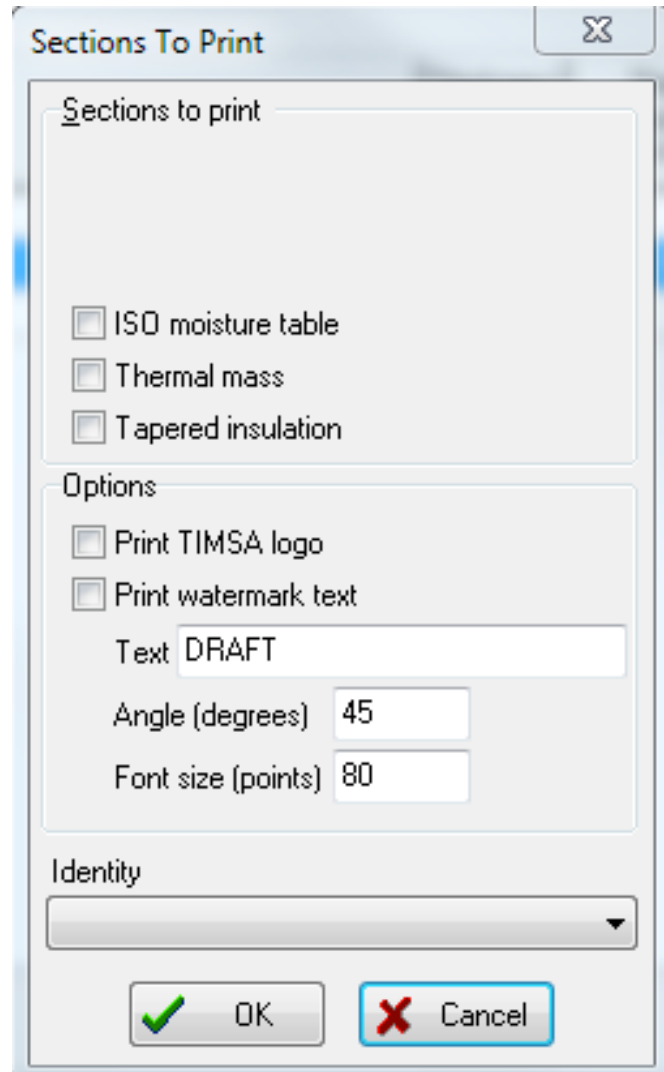 Sections To Print
Sections to print
ISO moisture table
Thermal mass
Tapered insulation
Options
Print TIMSA logo
Print watermark text
Text DRAFT
Angle (degrees) 45
Font size (points) 80
Identity
OK Cancel